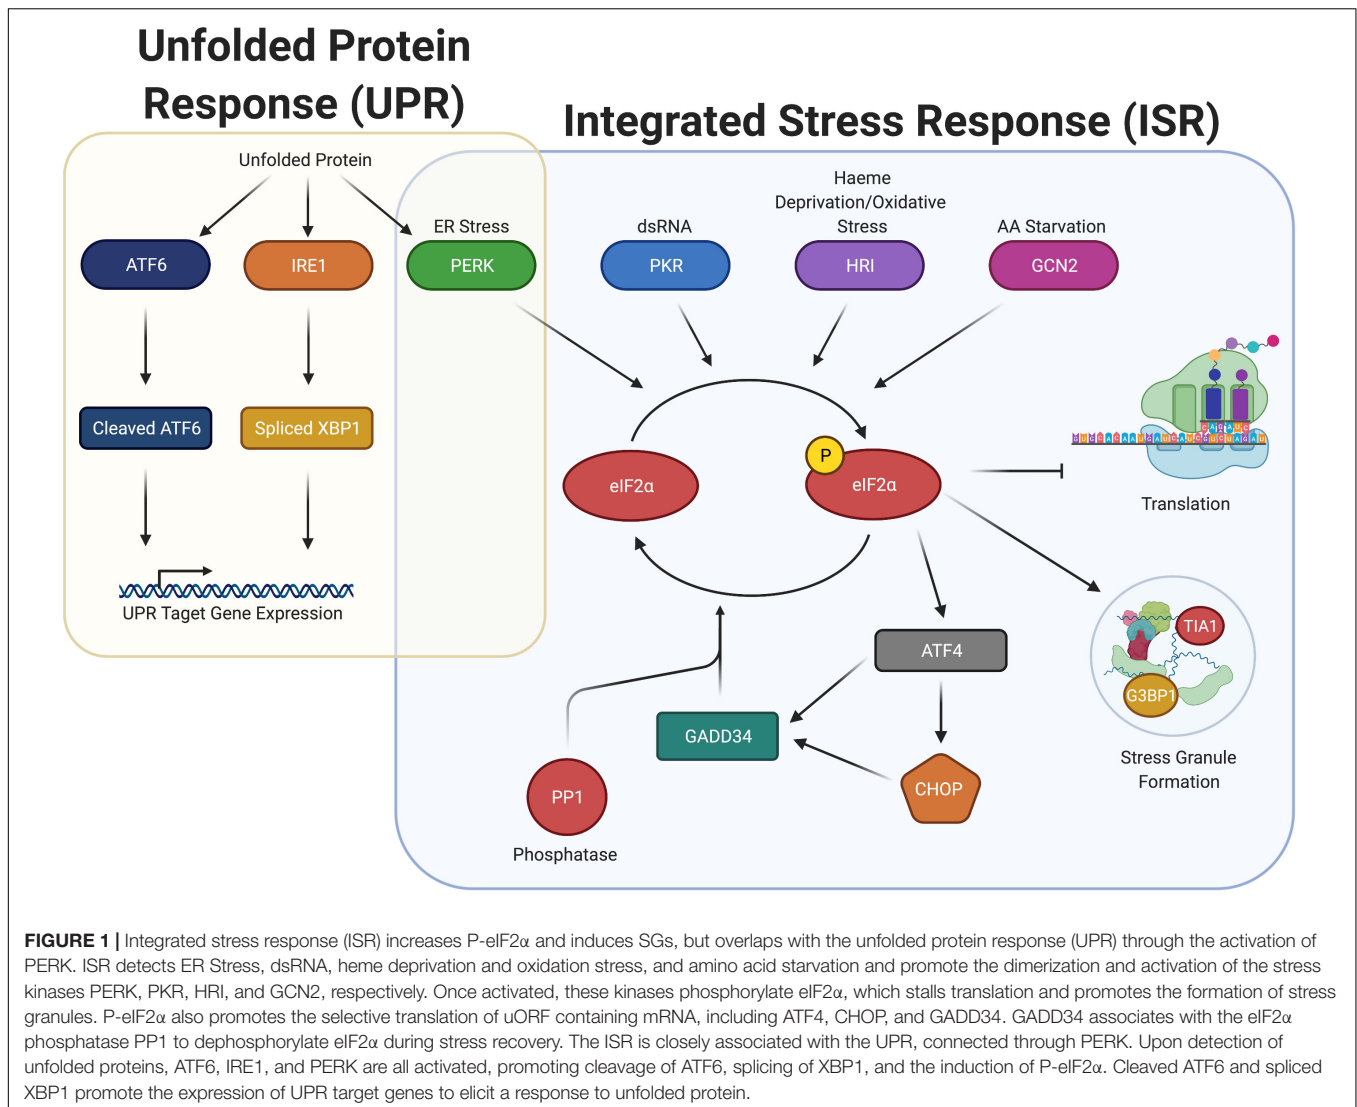 Unfolded Protein
Response (UPR)
Integrated Stress Response (ISR)
Unfolded Protein
Haeme
Deprivation/Oxidative
Stress
ER Stress
dsRNA
AA Starvation
ATF6
IRE1
PERK
PKR
HRI
GCN2
Cleaved ATF6
Spliced XBP1
P
eIF2α
eIF2α
Translation
UPR Taget Gene Expression
TIA1
ATF4
G3BP1
GADD34
Stress Granule
Formation
PP1
CHOP
Phosphatase
FIGURE 1 | Integrated stress response (ISR) increases P-eIF2α and induces SGs, but overlaps with the unfolded protein response (UPR) through the activation of
PERK. ISR detects ER Stress, dsRNA, heme deprivation and oxidation stress, and amino acid starvation and promote the dimerization and activation of the stress
kinases PERK, PKR, HRI, and GCN2, respectively. Once activated, these kinases phosphorylate eIF2α, which stalls translation and promotes the formation of stress
granules. P-eIF2α also promotes the selective translation of uORF containing mRNA, including ATF4, CHOP, and GADD34. GADD34 associates with the eIF2α
phosphatase PP1 to dephosphorylate eIF2α during stress recovery. The ISR is closely associated with the UPR, connected through PERK. Upon detection of
unfolded proteins, ATF6, IRE1, and PERK are all activated, promoting cleavage of ATF6, splicing of XBP1, and the induction of P-eIF2α. Cleaved ATF6 and spliced
XBP1 promote the expression of UPR target genes to elicit a response to unfolded protein.